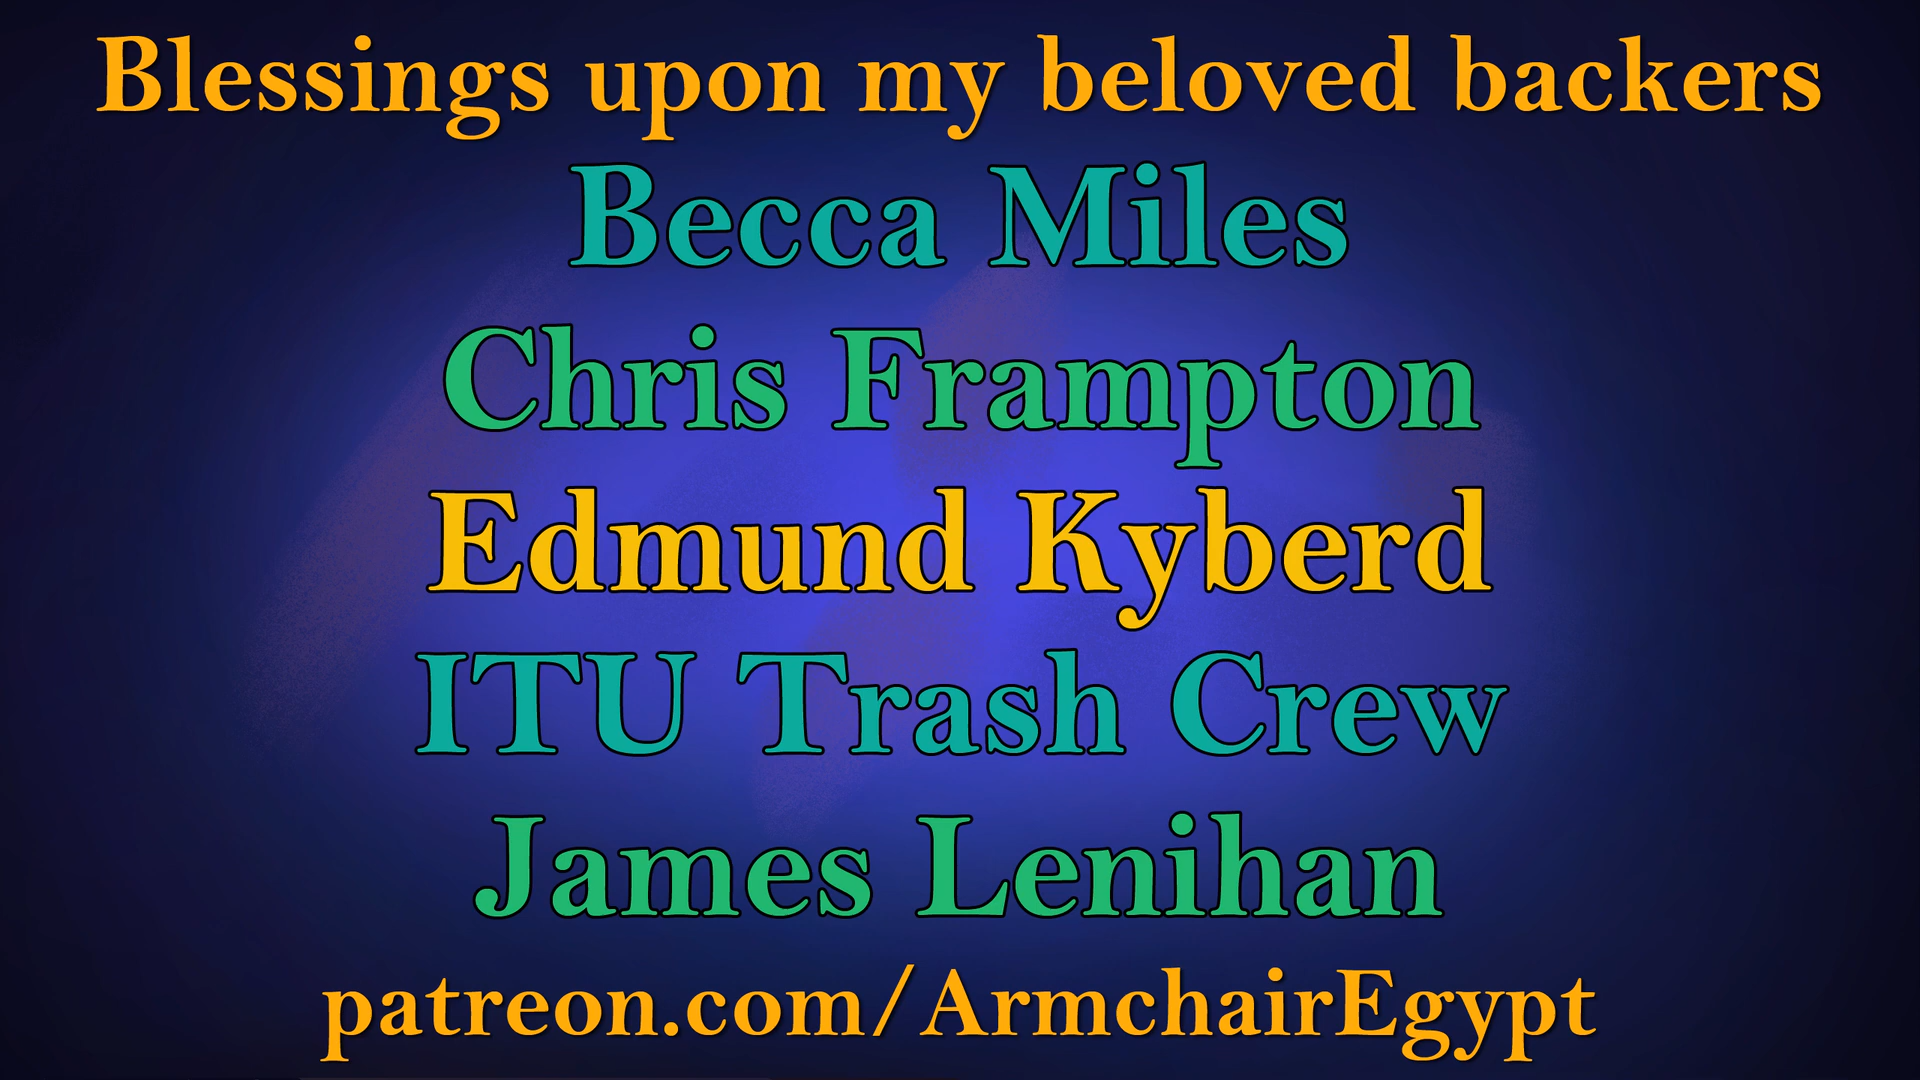 Blessings upon my beloved backers
Becca Miles
Chris Frampton
Edmund Kyberd
ITU Trash Crew
James Lenihan
patreon.com/ArmchairEgypt